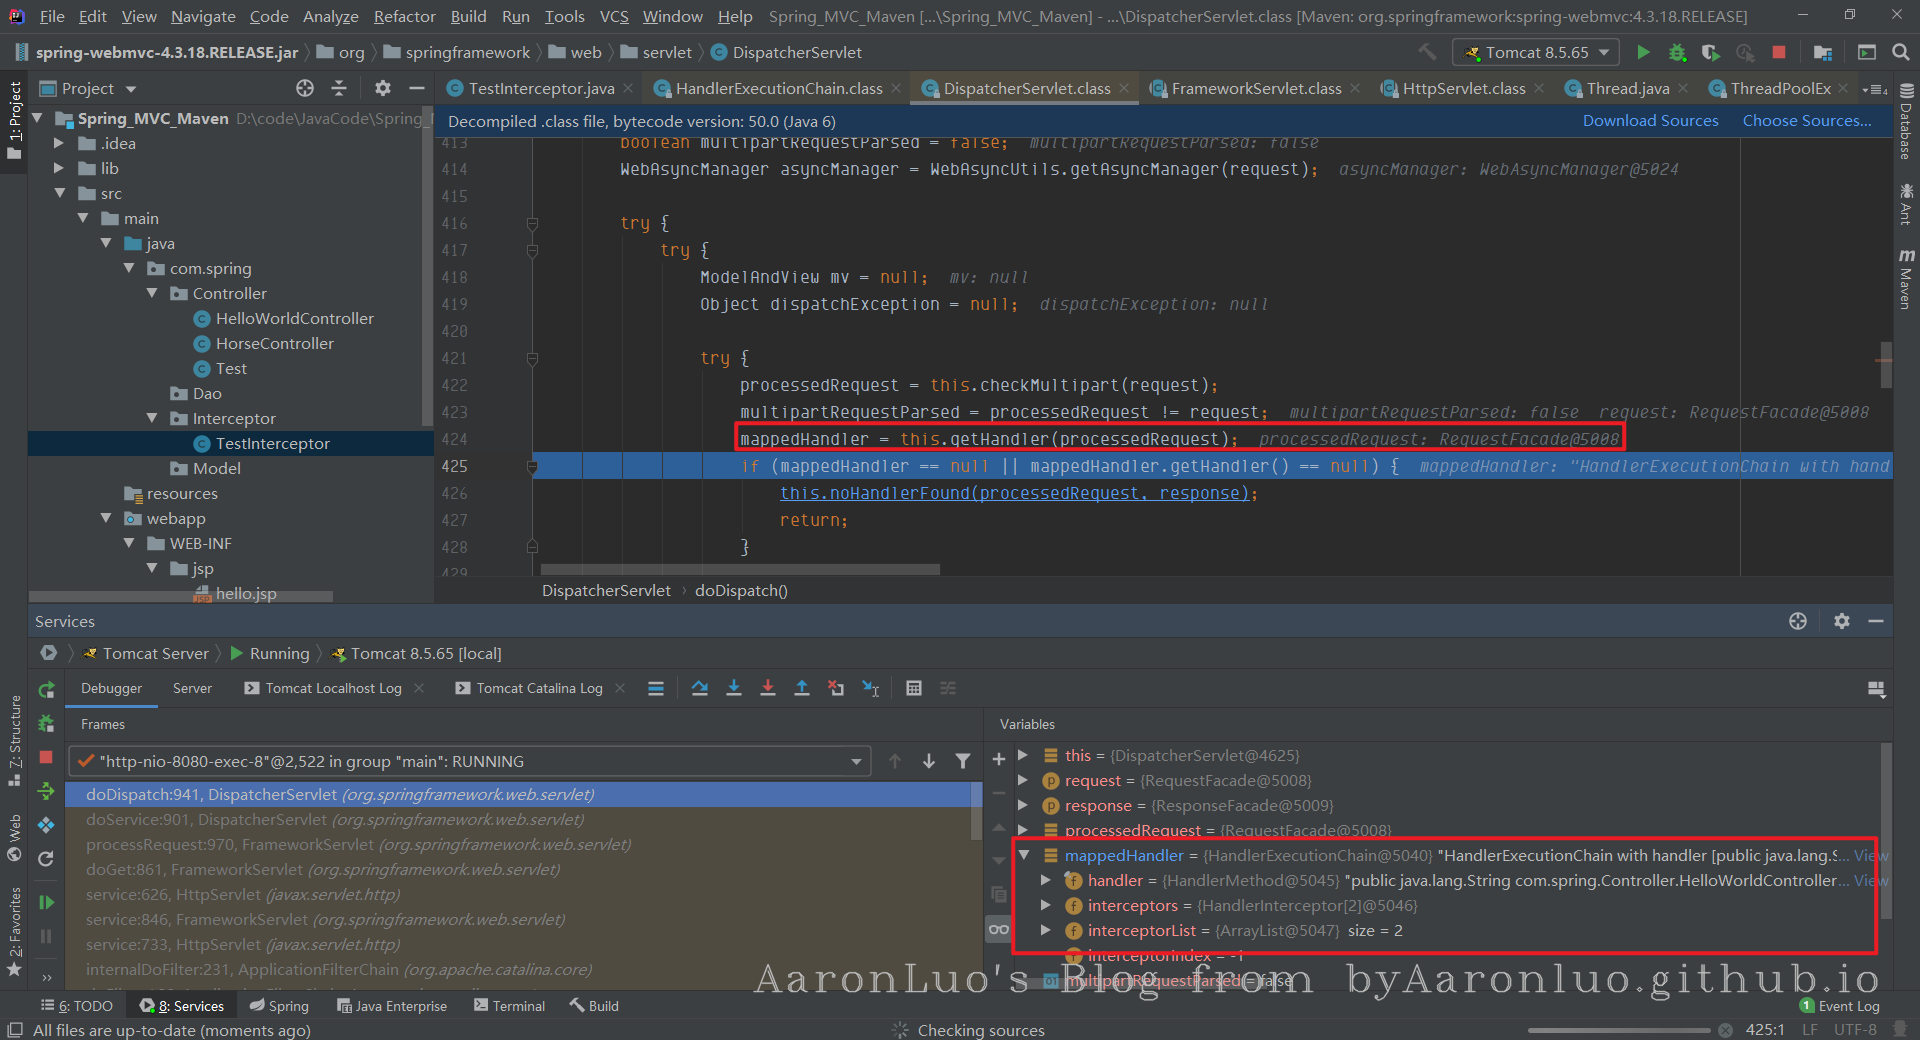 File Edit View Navigate Code Analyze Refactor Build Run Tools VCS Window Help Spring_MVC_Maven [...\Spring_MVC_Maven] - ...\DispatcherServlet.class [Maven: org.springframework:spring-webmvc:4.3.18.RELEASE]
spring-webmvc-4.3.18.RELEASE.jar org springframework web servlet DispatcherServlet Tomcat 8.5.65
Project TestInterceptor.java HandlerExecutionChain.class DispatcherServlet.class FrameworkServlet.class HttpServlet.class Thread.java ThreadPoolEx 4
1: Project
Database
Ant
Maven
Spring_MVC_Maven D:\code\JavaCode\Spring_
.idea
lib
src
main
java
com.spring
Controller
HelloWorldController
HorseController
Test
Dao
Interceptor
TestInterceptor
Model
resources
webapp
WEB-INF
jsp
hello.jsp
Decompiled .class file, bytecode version: 50.0 (Java 6) Download Sources Choose Sources...
413 boolean multipartRequestParsed = false; multipartRequestParsed: false
414 WebAsyncManager asyncManager = WebAsyncUtils.getAsyncManager(request); asyncManager: WebAsyncManager@5024
415
416 try {
417 try {
418 ModelAndView mv = null; mv: null
419 Object dispatchException = null; dispatchException: null
420
421 try {
422 processedRequest = this.checkMultipart(request);
423 multipartRequestParsed = processedRequest != request; multipartRequestParsed: false request: RequestFacade@5008
424 mappedHandler = this.getHandler(processedRequest); processedRequest: RequestFacade@5008
425 if (mappedHandler == null || mappedHandler.getHandler() == null) { mappedHandler: "HandlerExecutionChain with hand
426 this.noHandlerFound(processedRequest, response);
427 return;
428 }
429
DispatcherServlet › doDispatch()
Services
Tomcat Server Running Tomcat 8.5.65 [local]
Debugger Server Tomcat Localhost Log Tomcat Catalina Log
Z: Structure
Web
2: Favorites
Frames
"http-nio-8080-exec-8"@2,522 in group "main": RUNNING
doDispatch:941, DispatcherServlet (org.springframework.web.servlet)
doService:901, DispatcherServlet (org.springframework.web.servlet)
processRequest:970, FrameworkServlet (org.springframework.web.servlet)
doGet:861, FrameworkServlet (org.springframework.web.servlet)
service:626, HttpServlet (javax.servlet.http)
service:846, FrameworkServlet (org.springframework.web.servlet)
service:733, HttpServlet (javax.servlet.http)
internalDoFilter:231, ApplicationFilterChain (org.apache.catalina.core)
Variables
this = {DispatcherServlet@4625}
request = {RequestFacade@5008}
response = {ResponseFacade@5009}
processedRequest = {RequestFacade@5008}
mappedHandler = {HandlerExecutionChain@5040} "HandlerExecutionChain with handler [public java.lang.S... View
handler = {HandlerMethod@5045} "public java.lang.String com.spring.Controller.HelloWorldController... View
interceptors = {HandlerInterceptor[2]@5046}
interceptorList = {ArrayList@5047} size = 2
interceptorIndex = -1
multipartRequestParsed = false
AaronLuo's Blog from byAaronluo.github.io
6: TODO 8: Services Spring Java Enterprise Terminal Build 1 Event Log
All files are up-to-date (moments ago) Checking sources 425:1 LF UTF-8